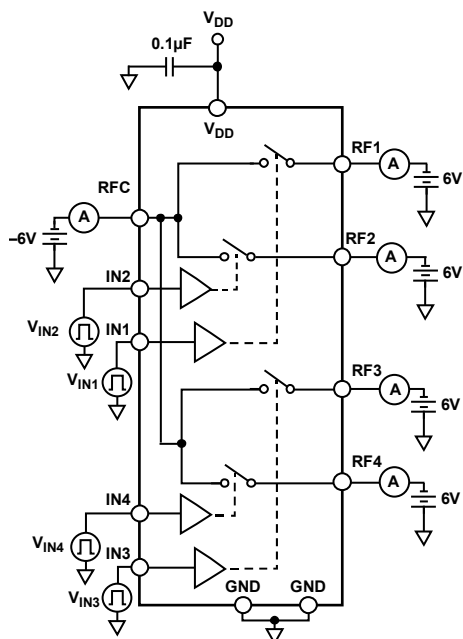 VDD
0.1µF
VDD
RF1
A
6V
RFC
A
–6V
RF2
A
6V
IN2
VIN2
IN1
VIN1
RF3
A
6V
RF4
A
6V
IN4
VIN4
IN3
VIN3
GND GND